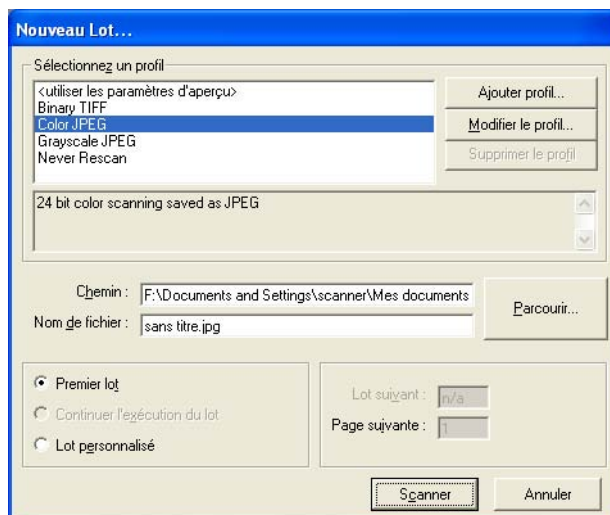 Nouveau Lot...
Sélectionnez un profil
<utiliser les paramètres d'aperçu>
Binary TIFF
Color JPEG
Grayscale JPEG
Never Rescan
Ajouter profil...
Modifier le profil...
Supprimer le profil
24 bit color scanning saved as JPEG
Chemin : F:\Documents and Settings\scanner\Mes documents
Nom de fichier : sans titre.jpg
Parcourir...
Premier lot
Continuer l'exécution du lot
Lot personnalisé
Lot suivant : n/a
Page suivante : 1
Scanner Annuler